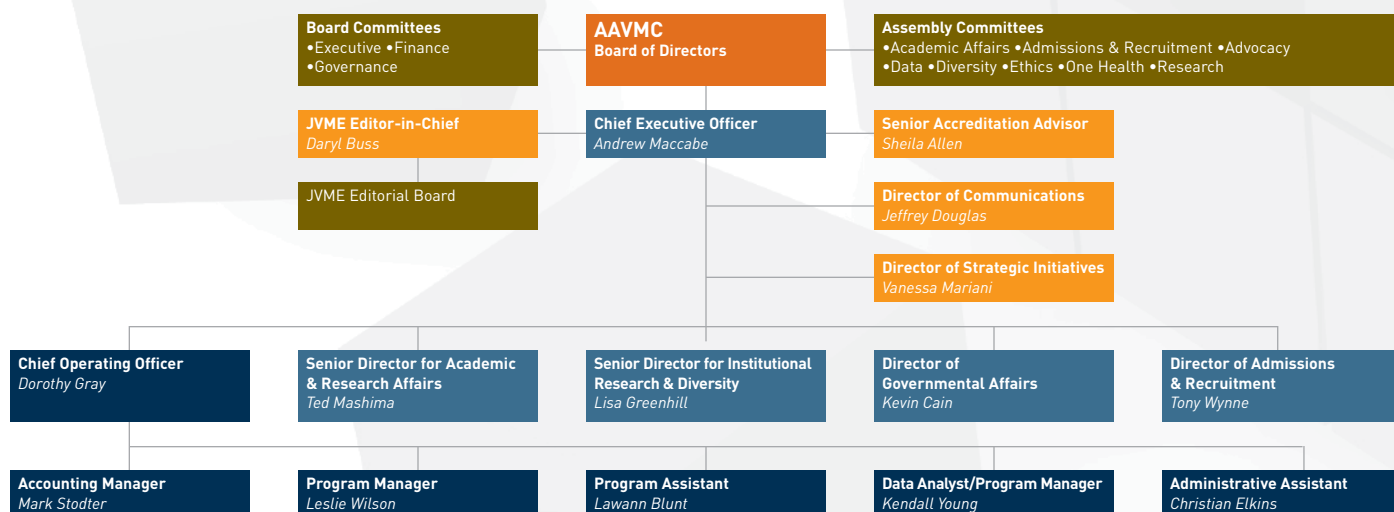 Board Committees
•Executive •Finance
•Governance
AAVMC
Board of Directors
Assembly Committees
•Academic Affairs •Admissions & Recruitment •Advocacy
•Data •Diversity •Ethics •One Health •Research
JVME Editor-in-Chief
Daryl Buss
Chief Executive Officer
Andrew Maccabe
Senior Accreditation Advisor
Sheila Allen
JVME Editorial Board
Director of Communications
Jeffrey Douglas
Director of Strategic Initiatives
Vanessa Mariani
Chief Operating Officer
Dorothy Gray
Senior Director for Academic
& Research Affairs
Ted Mashima
Senior Director for Institutional
Research & Diversity
Lisa Greenhill
Director of
Governmental Affairs
Kevin Cain
Director of Admissions
& Recruitment
Tony Wynne
Accounting Manager
Mark Stodter
Program Manager
Leslie Wilson
Program Assistant
Lawann Blunt
Data Analyst/Program Manager
Kendall Young
Administrative Assistant
Christian Elkins